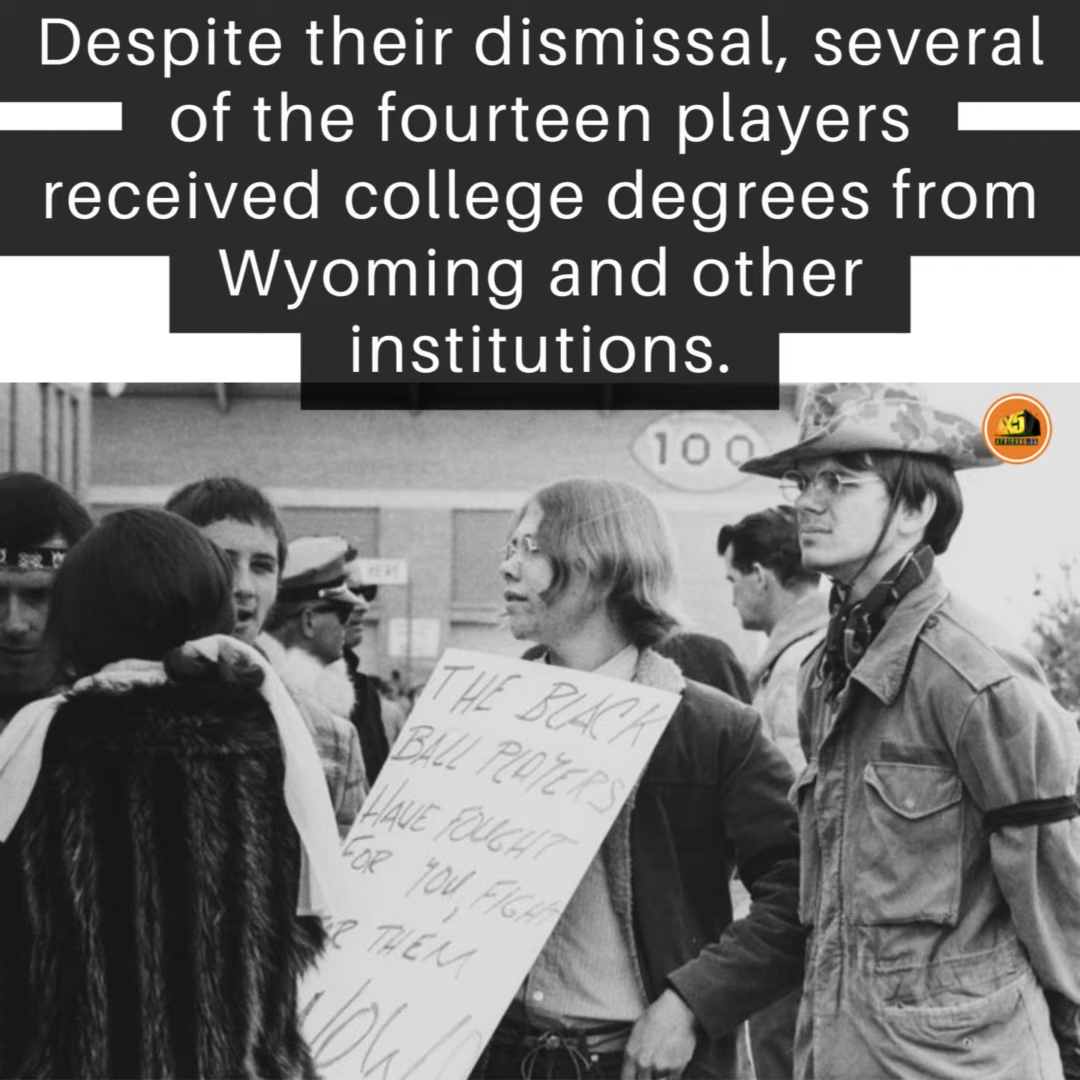 Despite their dismissal, several
of the fourteen players
received college degrees from
Wyoming and other
institutions.
100
THE BLACK
BALL PLAYERS
HAVE FOUGHT
FOR YOU, FIGHT
THEM
NOW